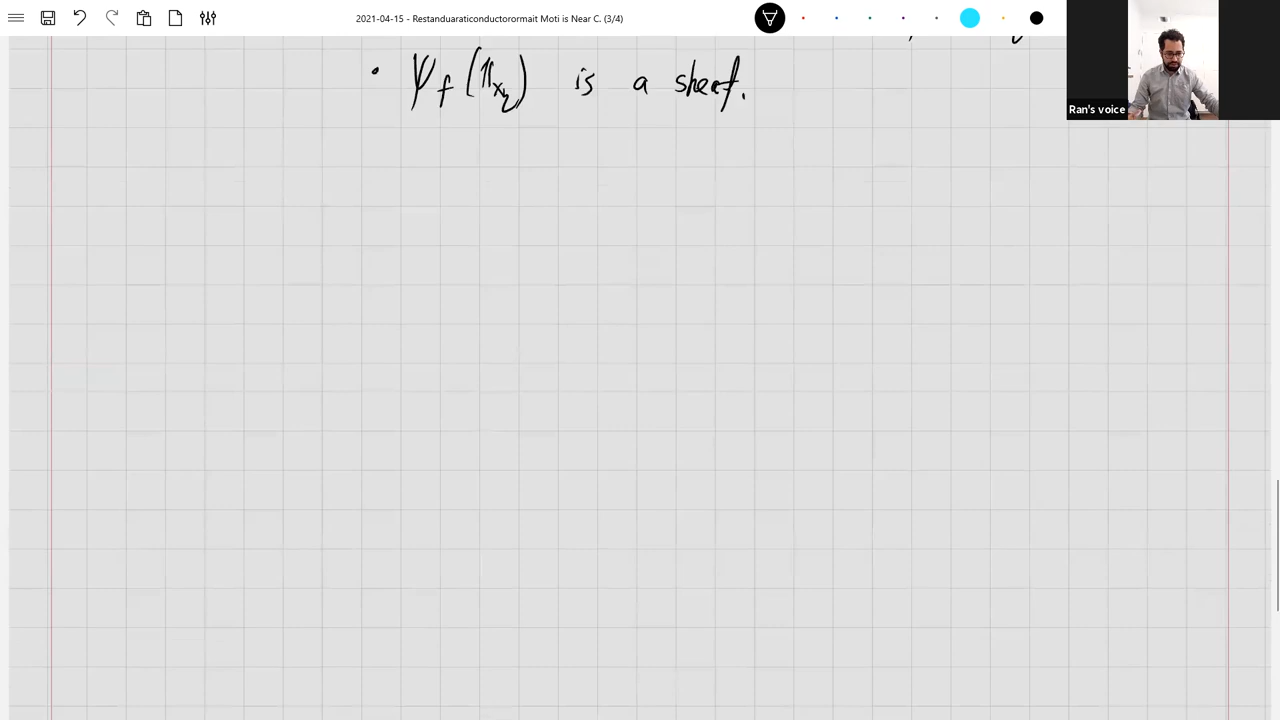 2021-04-15 - Restanduaraticonductorormait Moti is Near C. (3/4)
• Ψ_f(𝟙_{X_η}) is a sheaf.
Ran's voice